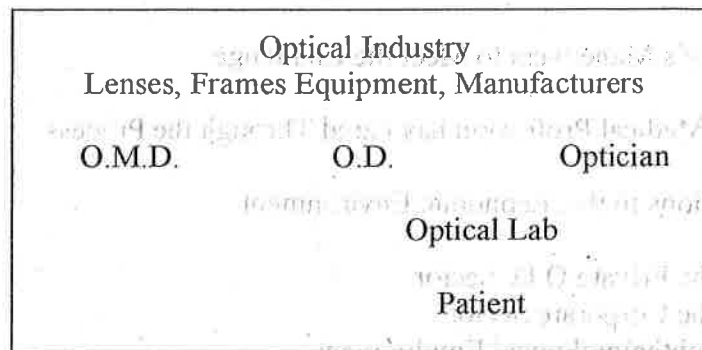 Optical Industry
Lenses, Frames Equipment, Manufacturers
O.M.D. O.D. Optician
Optical Lab
Patient